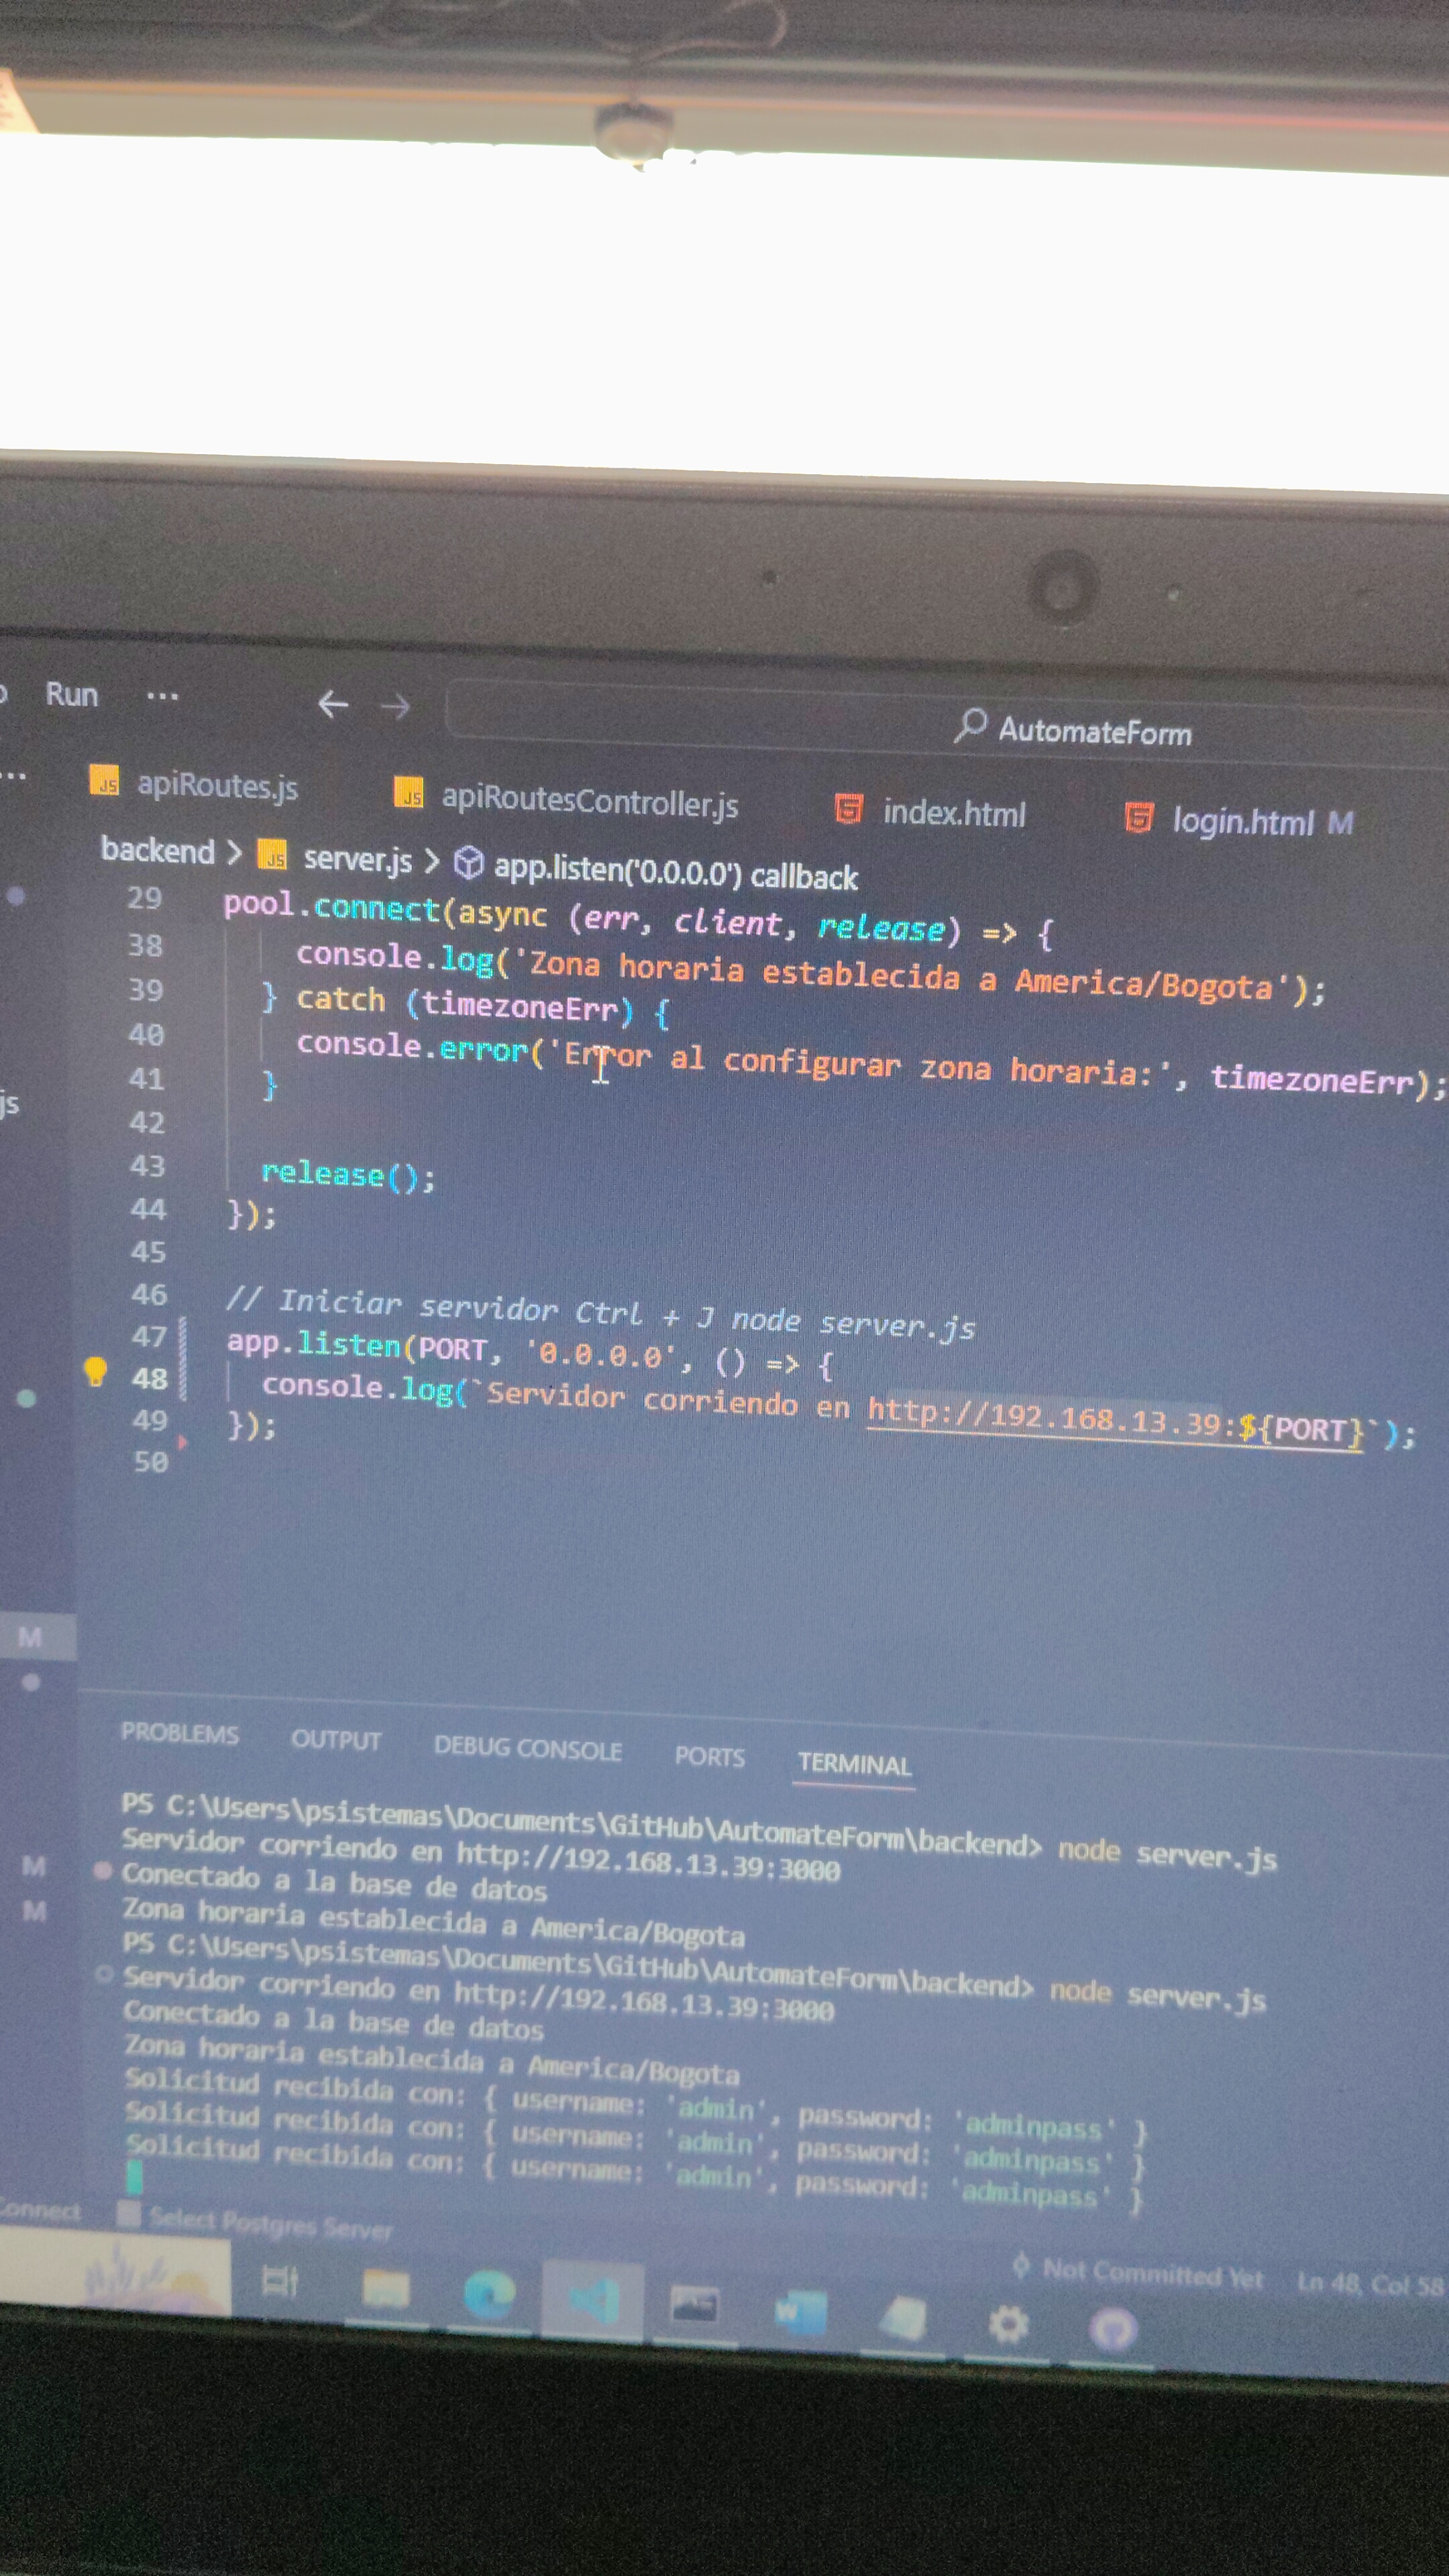 Run ...
AutomateForm
... apiRoutes.js apiRoutesController.js index.html login.html M
backend > server.js > app.listen('0.0.0.0') callback
29 pool.connect(async (err, client, release) => {
38 console.log('Zona horaria establecida a America/Bogota');
39 } catch (timezoneErr) {
40 console.error('Error al configurar zona horaria:', timezoneErr);
41 }
42
43 release();
44 });
45
46 // Iniciar servidor Ctrl + J node server.js
47 app.listen(PORT, '0.0.0.0', () => {
48 console.log(`Servidor corriendo en http://192.168.13.39:${PORT}`);
49 });
50
js
M
M
M
PROBLEMS OUTPUT DEBUG CONSOLE PORTS TERMINAL
PS C:\Users\psistemas\Documents\GitHub\AutomateForm\backend> node server.js
Servidor corriendo en http://192.168.13.39:3000
Conectado a la base de datos
Zona horaria establecida a America/Bogota
PS C:\Users\psistemas\Documents\GitHub\AutomateForm\backend> node server.js
Servidor corriendo en http://192.168.13.39:3000
Conectado a la base de datos
Zona horaria establecida a America/Bogota
Solicitud recibida con: { username: 'admin', password: 'adminpass' }
Solicitud recibida con: { username: 'admin', password: 'adminpass' }
Solicitud recibida con: { username: 'admin', password: 'adminpass' }
Connect Select Postgres Server
Not Committed Yet Ln 48, Col 58